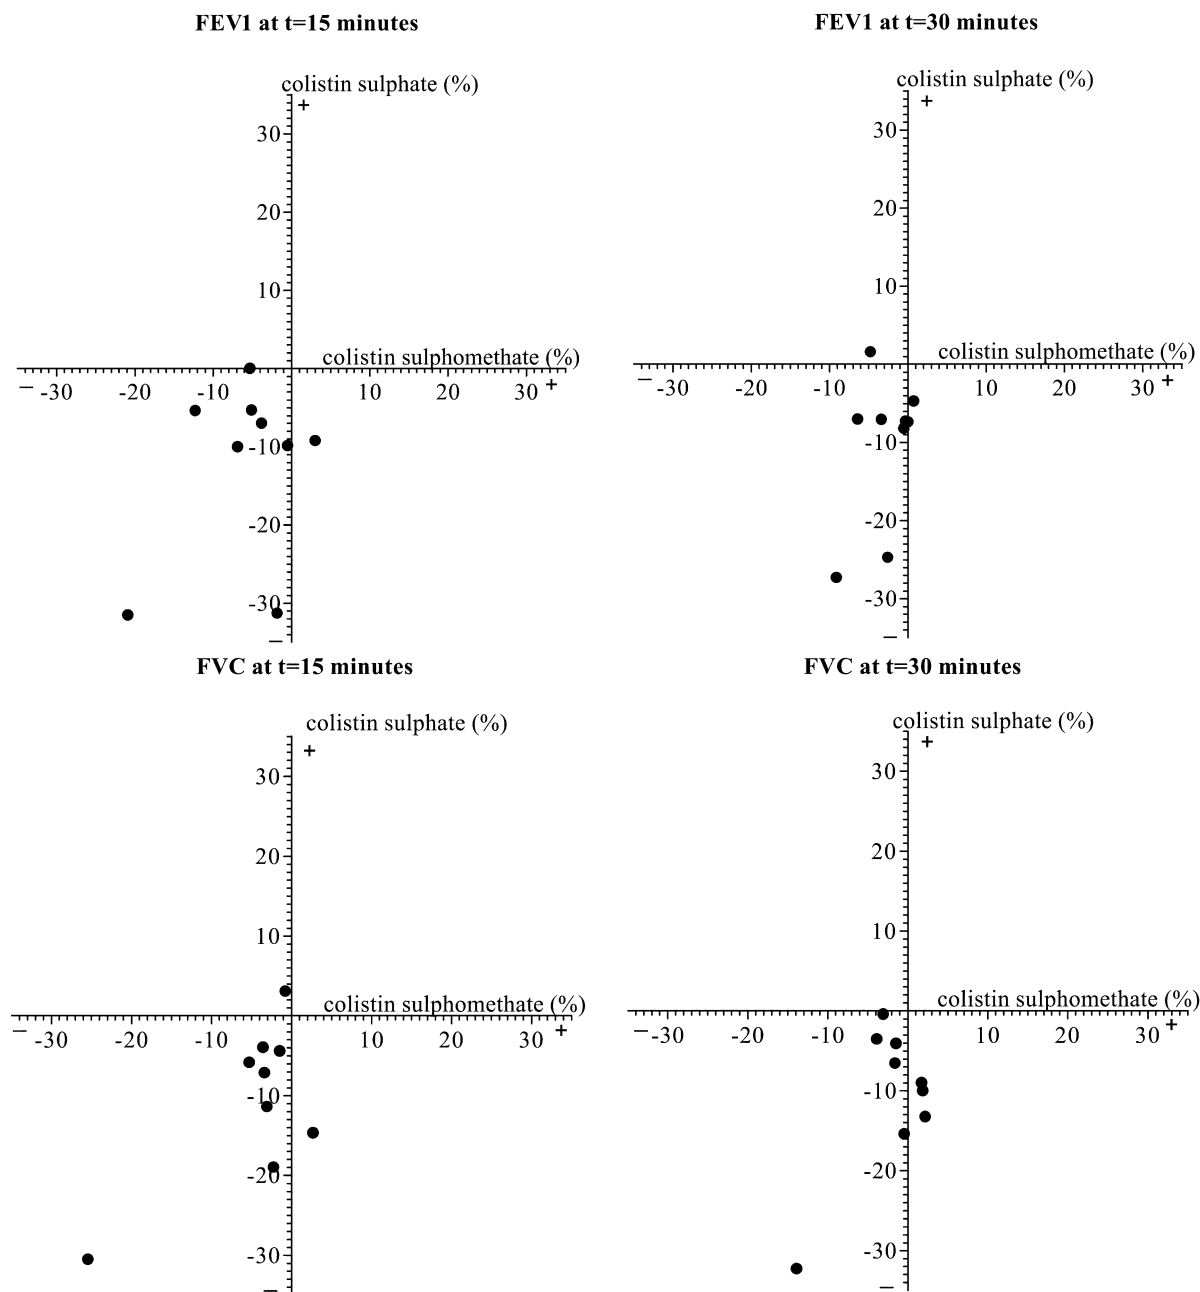 FEV1 at t=15 minutes
colistin sulphate (%)
+
30
20
10
colistin sulphomethate (%)
− -30 -20 -10 10 20 30 +
-10
-20
-30
−
FEV1 at t=30 minutes
colistin sulphate (%)
+
30
20
10
colistin sulphomethate (%)
− -30 -20 -10 10 20 30 +
-10
-20
-30
−
FVC at t=15 minutes
colistin sulphate (%)
+
30
20
10
colistin sulphomethate (%)
− -30 -20 -10 10 20 30 +
-10
-20
-30
−
FVC at t=30 minutes
colistin sulphate (%)
+
30
20
10
colistin sulphomethate (%)
− -30 -20 -10 10 20 30 +
-10
-20
-30
−